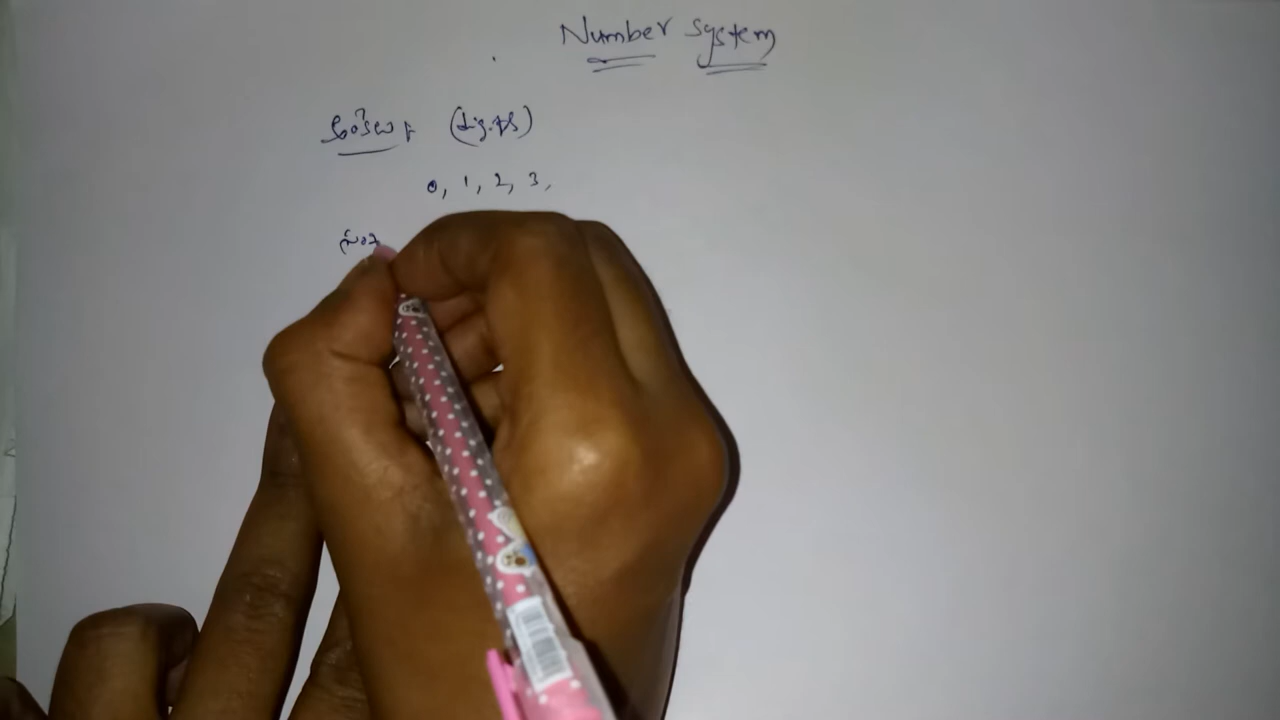 Number System
అంకెలు (digits)
0, 1, 2, 3,
సంఖ